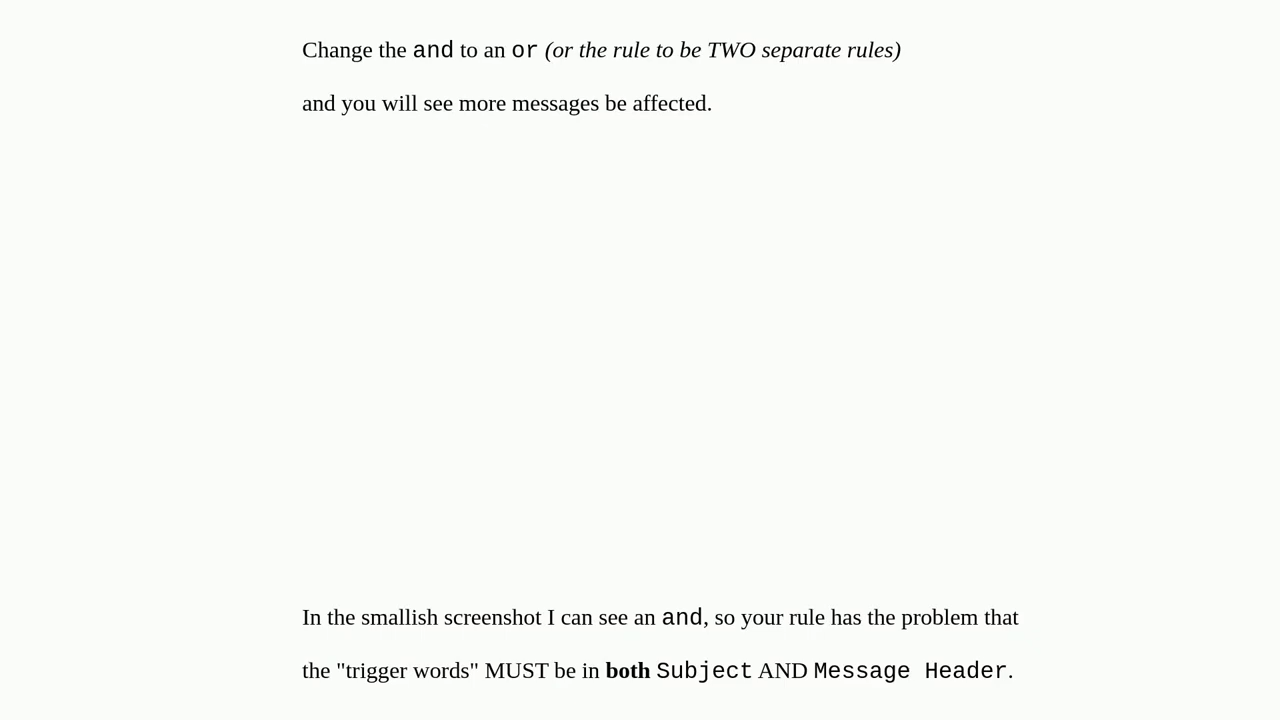 Change the and to an or (or the rule to be TWO separate rules)
and you will see more messages be affected.
In the smallish screenshot I can see an and, so your rule has the problem that
the "trigger words" MUST be in both Subject AND Message Header.